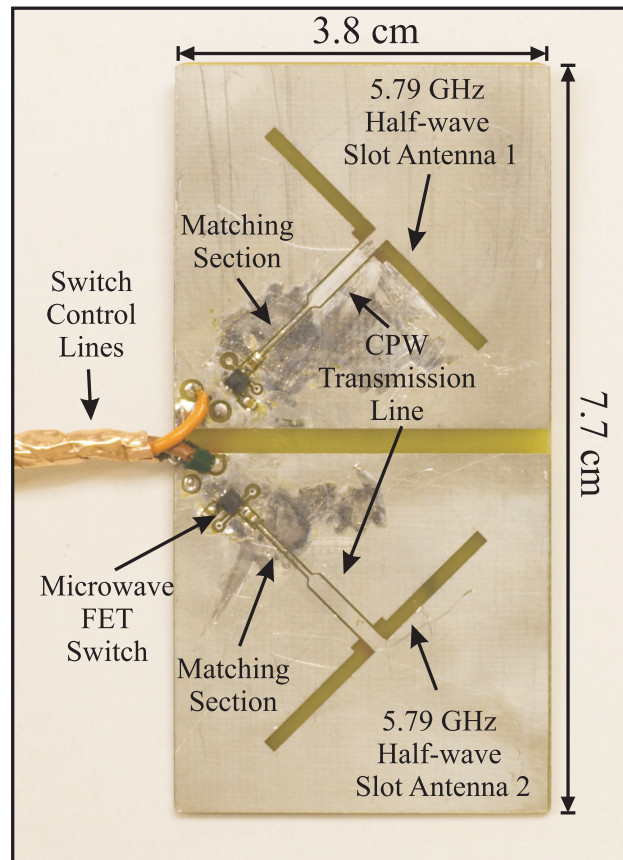 3.8 cm
5.79 GHz
Half-wave
Slot Antenna 1
Matching
Section
Switch
Control
Lines
CPW
Transmission
Line
7.7 cm
Microwave
FET
Switch
Matching
Section
5.79 GHz
Half-wave
Slot Antenna 2